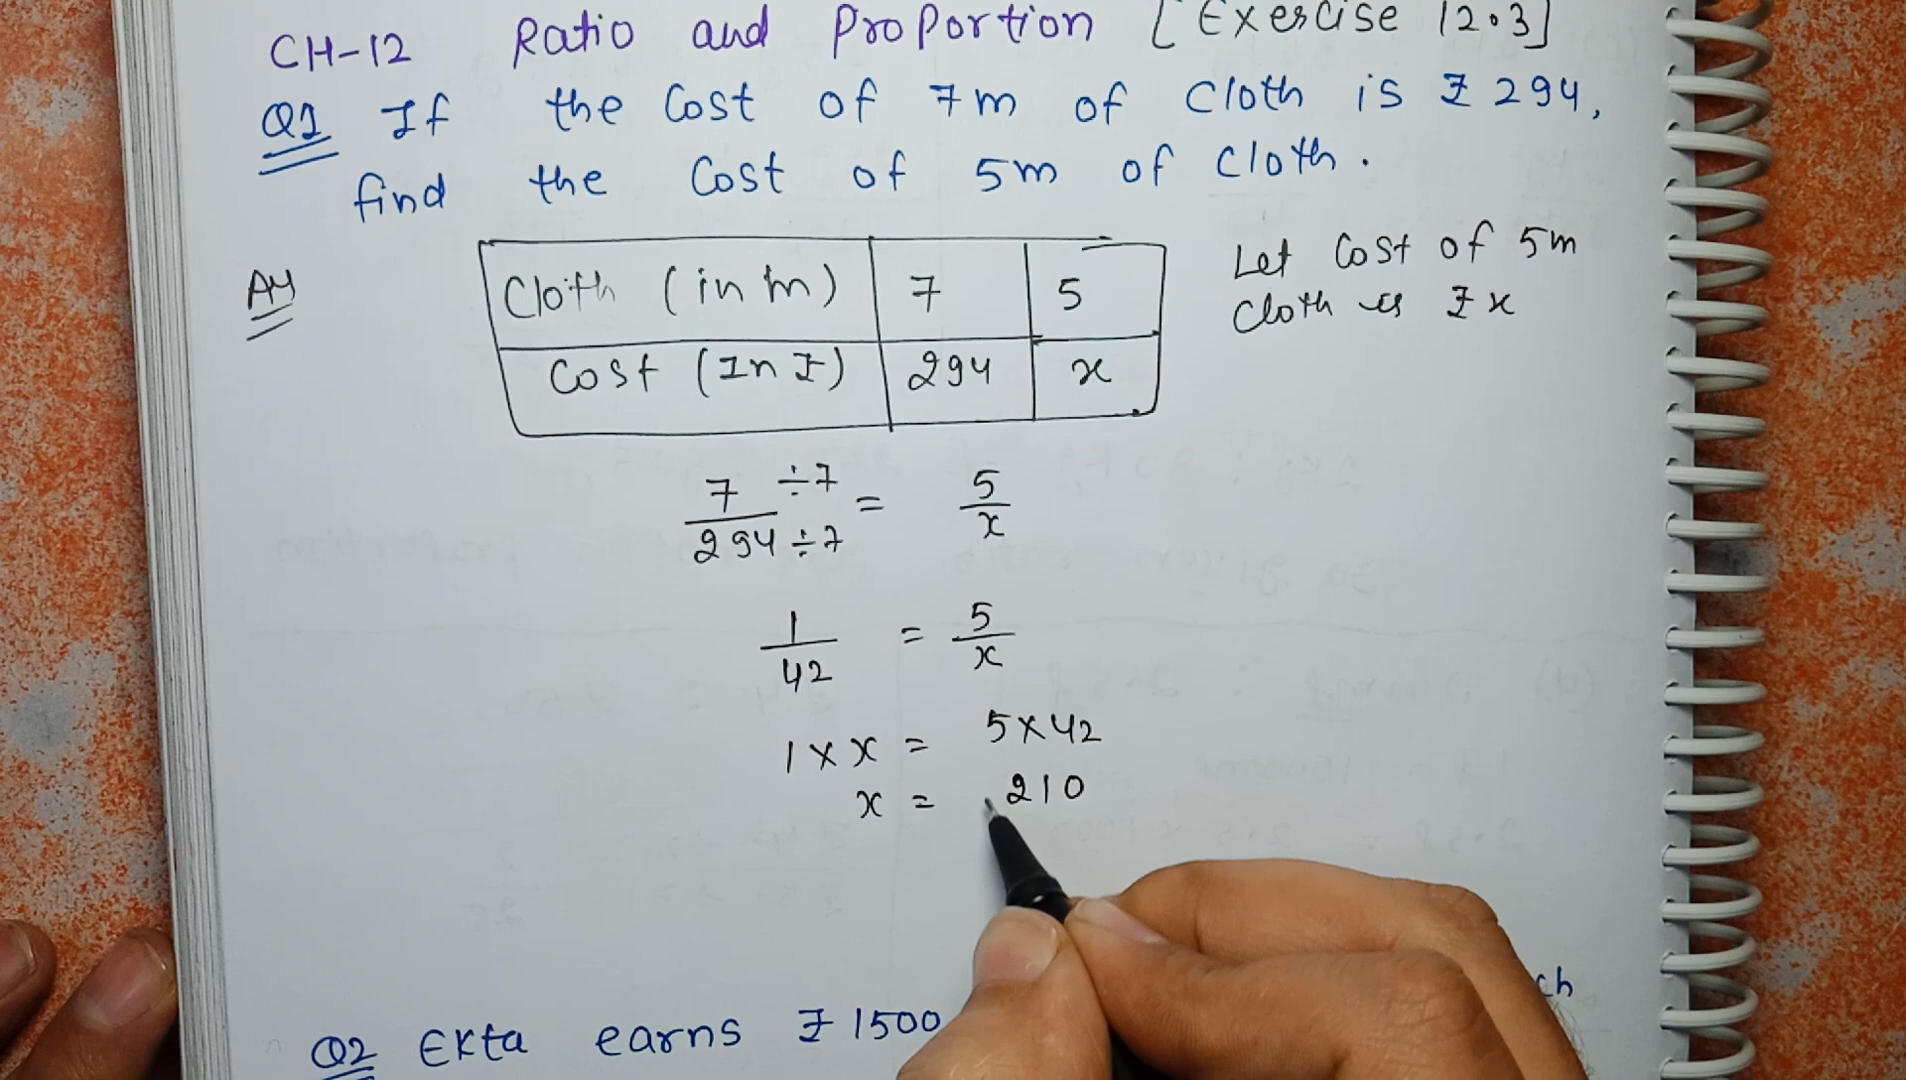 CH-12 Ratio and Proportion [Exercise 12.3]
Q1 If the cost of 7m of cloth is ₹ 294,
find the cost of 5m of cloth.
Let cost of 5m
cloth is ₹ x
Cloth (in m) 7 5
Cost (In ₹) 294 x
7 ÷7 / 294 ÷7 = 5 / x
1 / 42 = 5 / x
1 × x = 5×42
x = 210
Q2 Ekta earns ₹ 1500